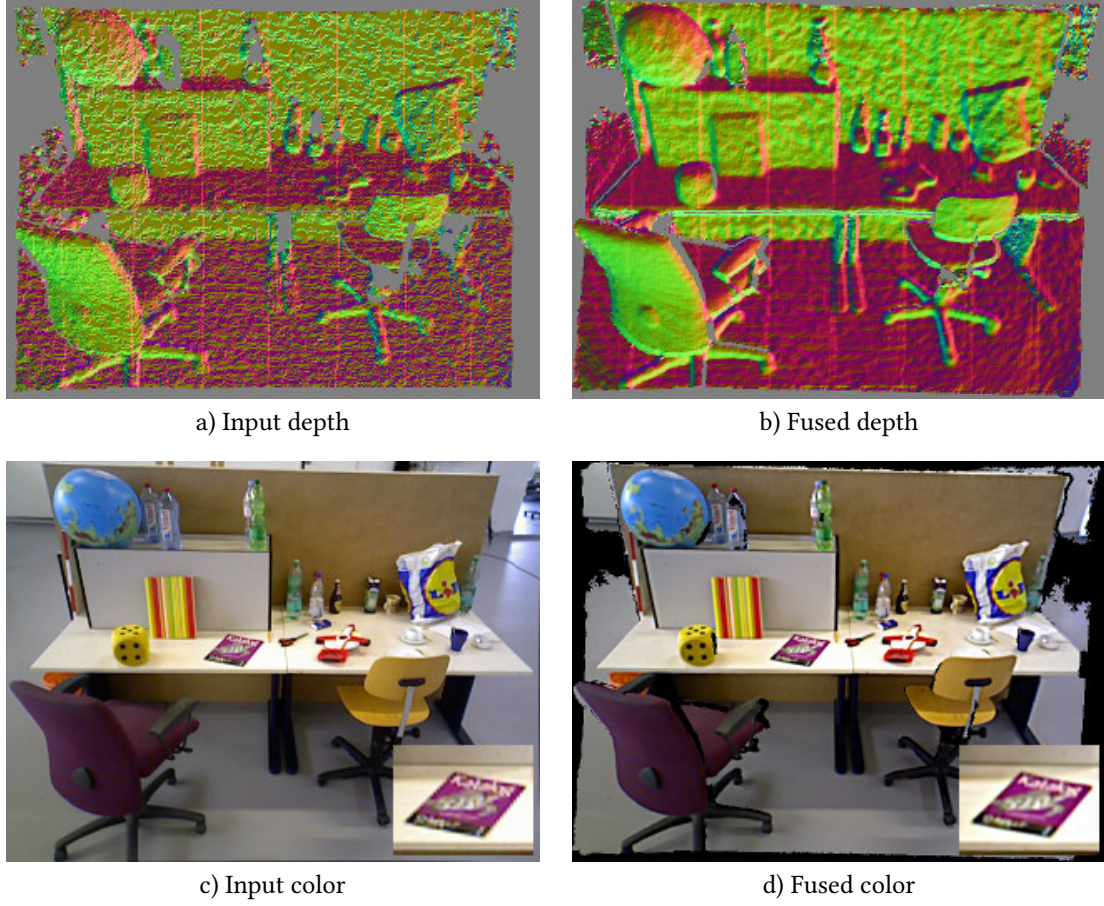 a) Input depth
b) Fused depth
c) Input color
d) Fused color